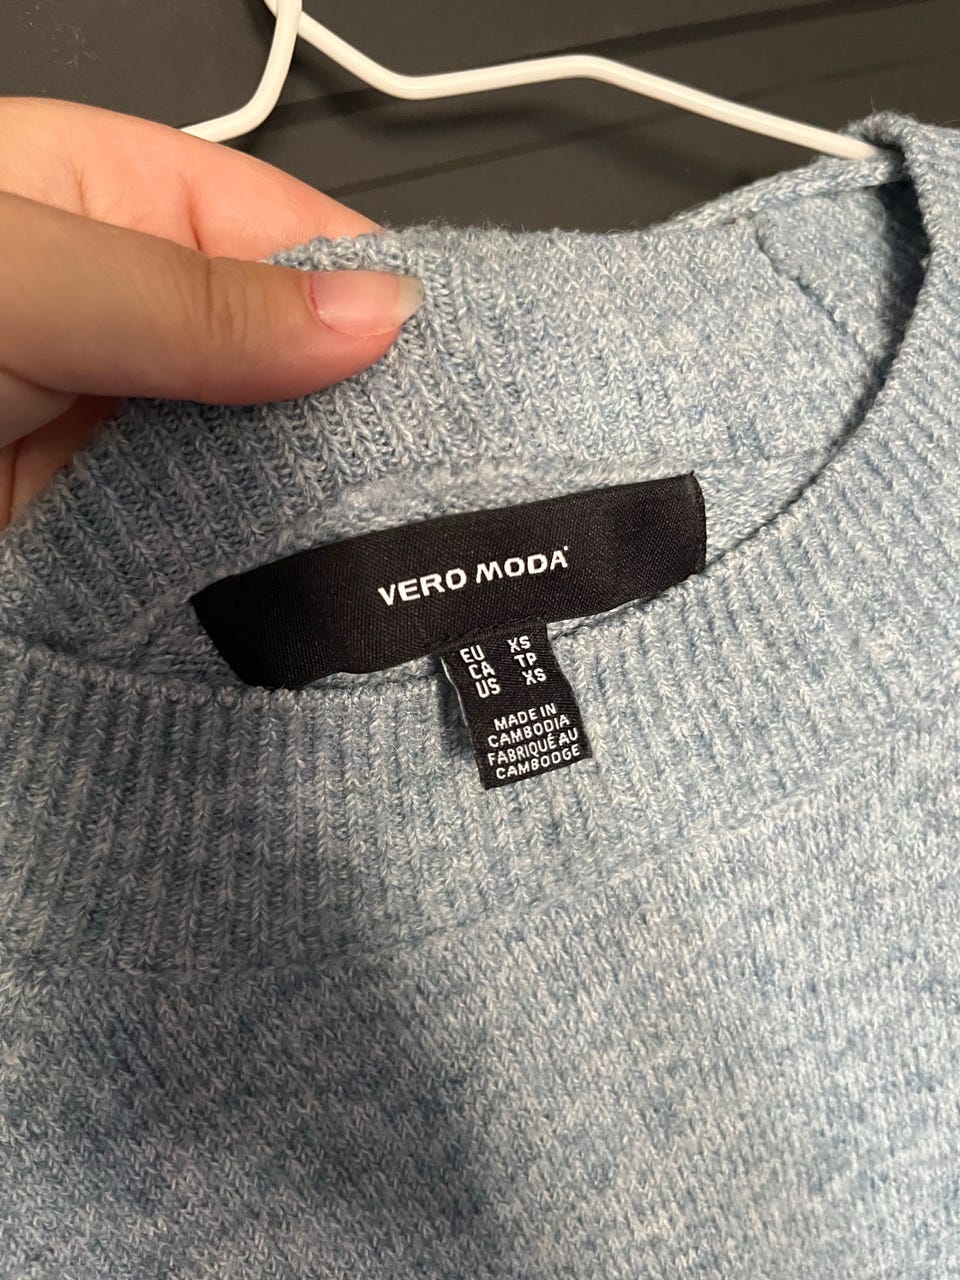 VERO MODA
EU XS
CA TP
US XS
MADE IN
CAMBODIA
FABRIQUÉ AU
CAMBODGE